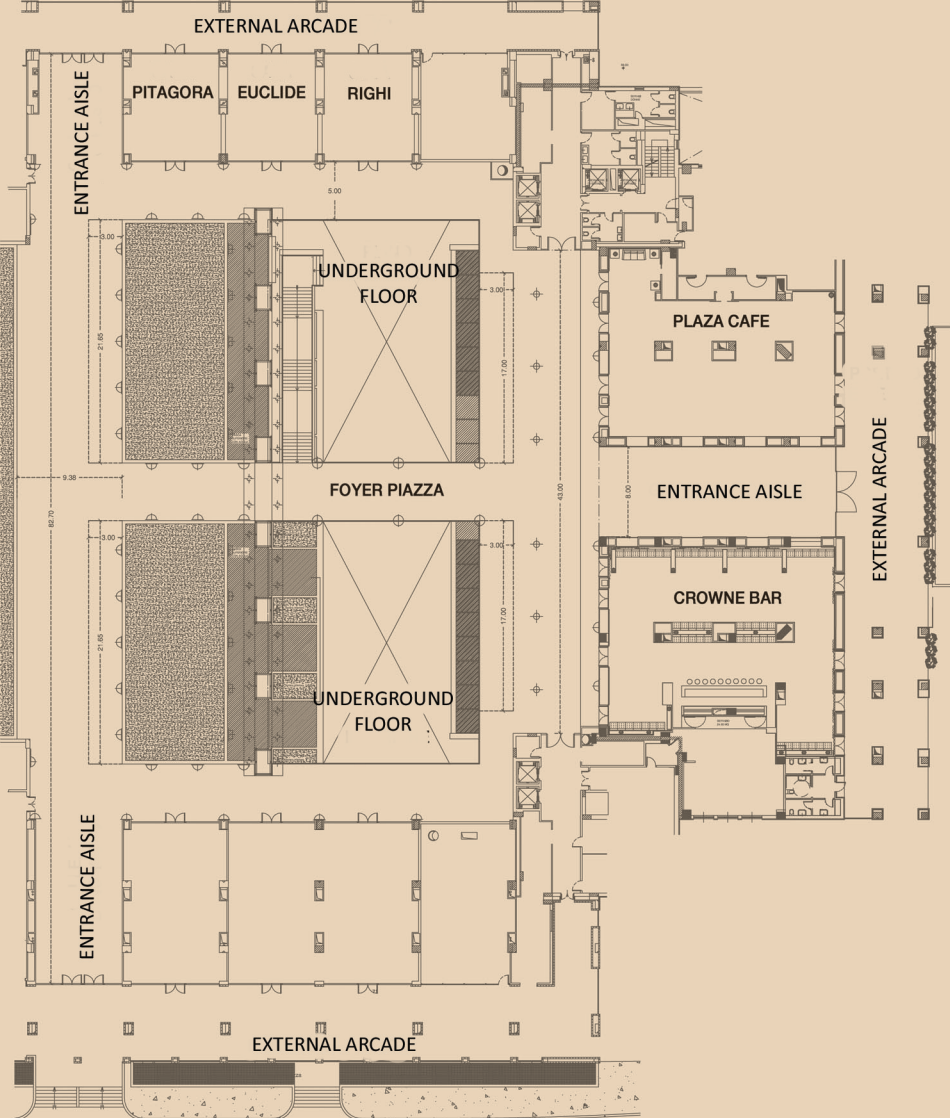 EXTERNAL ARCADE
ENTRANCE AISLE
PITAGORA
EUCLIDE
RIGHI
5.00
3.00
UNDERGROUND
FLOOR
3.00
PLAZA CAFE
21.65
17.00
EXTERNAL ARCADE
9.38
FOYER PIAZZA
43.00
8.00
ENTRANCE AISLE
82.70
3.00
3.00
CROWNE BAR
21.65
17.00
UNDERGROUND
FLOOR
ENTRANCE AISLE
EXTERNAL ARCADE